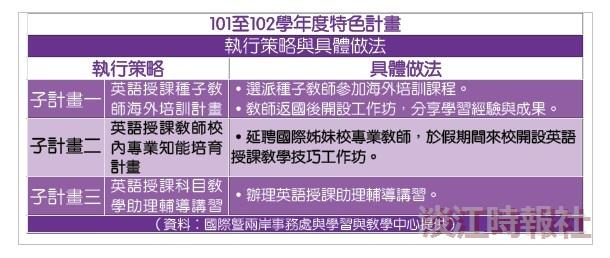 101至102學年度特色計畫
執行策略與具體做法
執行策略
具體做法
子計畫一
英語授課種子教
師海外培訓計畫
•選派種子教師參加海外培訓課程。
•教師返國後開設工作坊，分享學習經驗與成果。
子計畫二
英語授課教師校
內專業知能培育
計畫
•延聘國際姊妹校專業教師，於假期間來校開設英語
授課教學技巧工作坊。
子計畫三
英語授課科目教
學助理輔導講習
•辦理英語授課助理輔導講習。
（資料：國際暨兩岸事務處與學習與教學中心提供）
淡江時報社